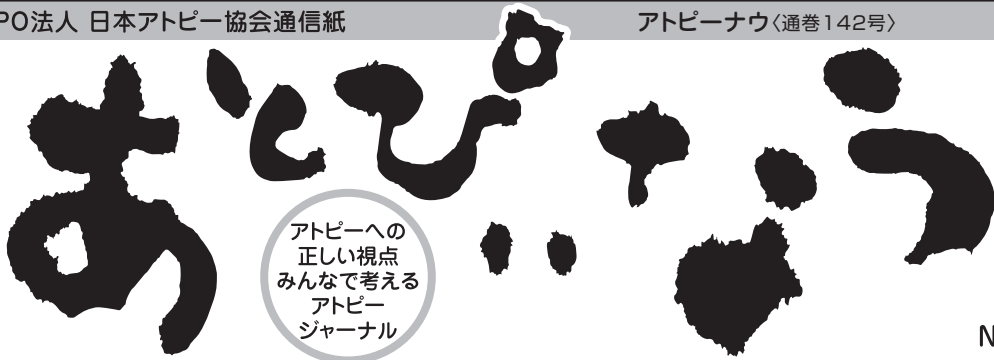 PO法人 日本アトピー協会通信紙
アトピーナウ〈通巻142号〉
あとぴいなう
アトピーへの
正しい視点
みんなで考える
アトピー
ジャーナル
N